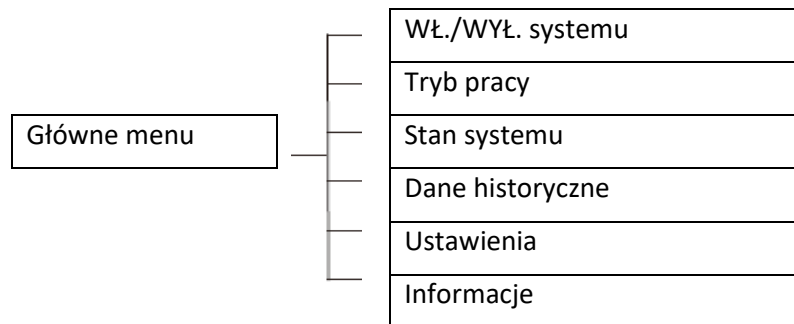 WŁ./WYŁ. systemu
Tryb pracy
Główne menu
Stan systemu
Dane historyczne
Ustawienia
Informacje